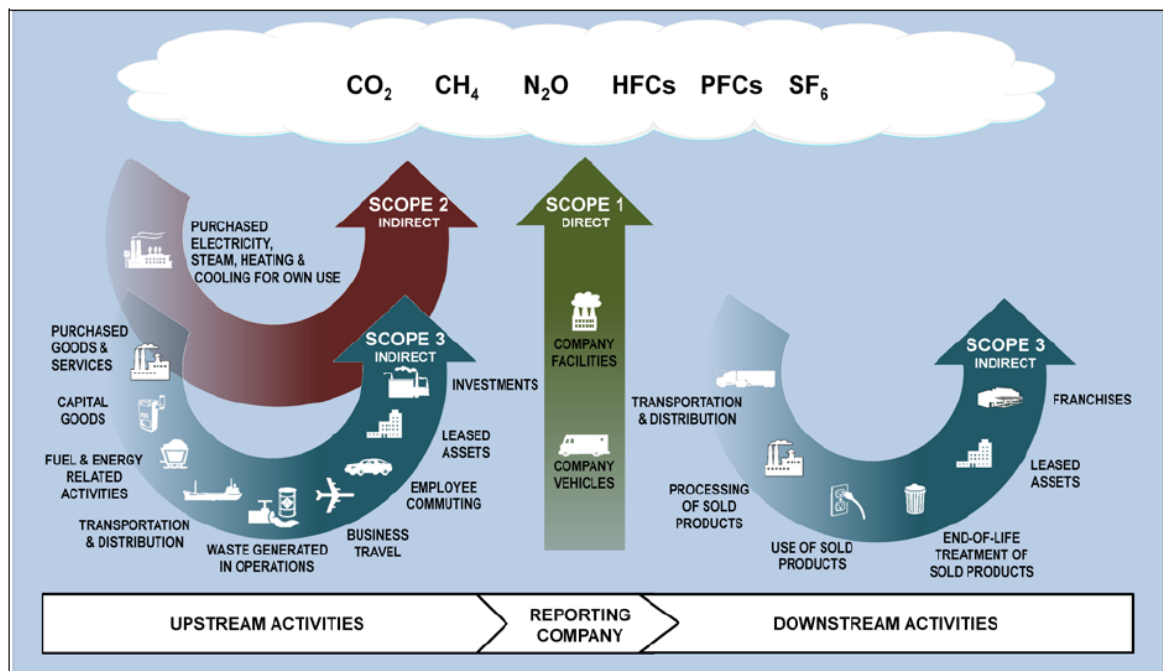 CO₂ CH₄ N₂O HFCs PFCs SF₆
SCOPE 2
INDIRECT
PURCHASED
ELECTRICITY,
STEAM, HEATING &
COOLING FOR OWN USE
SCOPE 3
INDIRECT
PURCHASED
GOODS &
SERVICES
CAPITAL
GOODS
FUEL & ENERGY
RELATED
ACTIVITIES
TRANSPORTATION
& DISTRIBUTION
WASTE GENERATED
IN OPERATIONS
BUSINESS
TRAVEL
EMPLOYEE
COMMUTING
LEASED
ASSETS
INVESTMENTS
SCOPE 1
DIRECT
COMPANY
FACILITIES
COMPANY
VEHICLES
SCOPE 3
INDIRECT
TRANSPORTATION
& DISTRIBUTION
PROCESSING
OF SOLD
PRODUCTS
USE OF SOLD
PRODUCTS
END-OF-LIFE
TREATMENT OF
SOLD PRODUCTS
LEASED
ASSETS
FRANCHISES
UPSTREAM ACTIVITIES
REPORTING
COMPANY
DOWNSTREAM ACTIVITIES